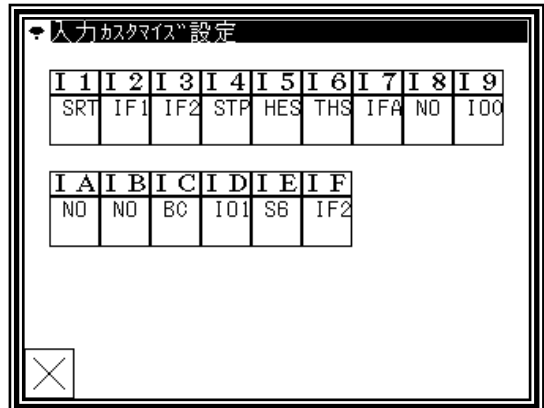 入力ｶｽﾀﾏｲｽﾞ設定
I 1 I 2 I 3 I 4 I 5 I 6 I 7 I 8 I 9
SRT IF1 IF2 STP HES THS IFA NO IOO
I A I B I C I D I E I F
NO NO BC IO1 S6 IF2